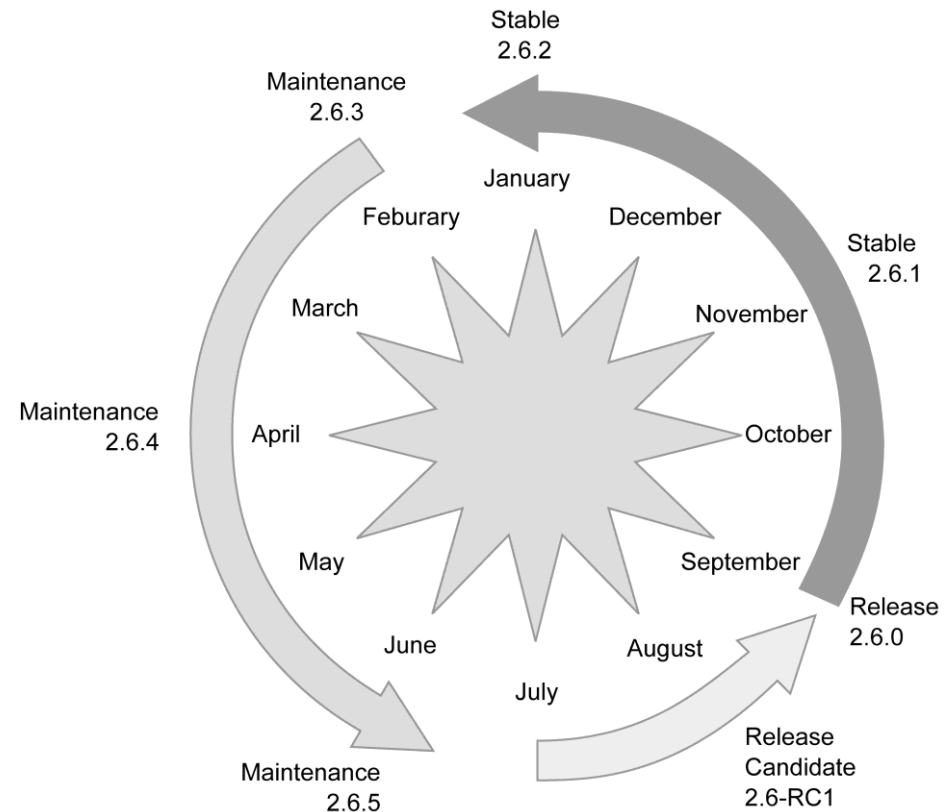 Stable
2.6.2
Maintenance
2.6.3
January
Feburary
December
Stable
2.6.1
March
November
Maintenance
2.6.4
April
October
May
September
Release
2.6.0
June
August
July
Release
Candidate
2.6-RC1
Maintenance
2.6.5